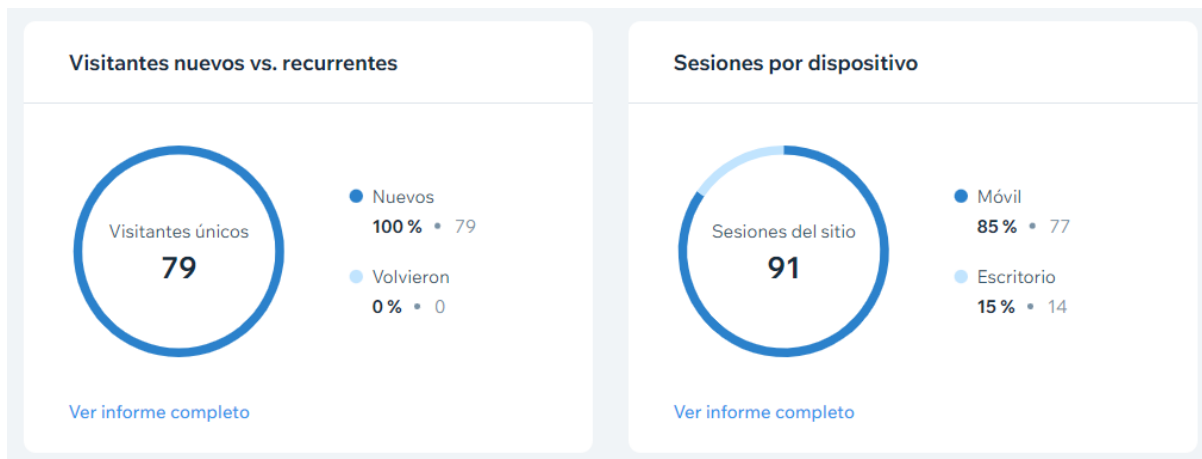 Visitantes nuevos vs. recurrentes
Visitantes únicos
79
Nuevos
100 % • 79
Volvieron
0 % • 0
Ver informe completo
Sesiones por dispositivo
Sesiones del sitio
91
Móvil
85 % • 77
Escritorio
15 % • 14
Ver informe completo